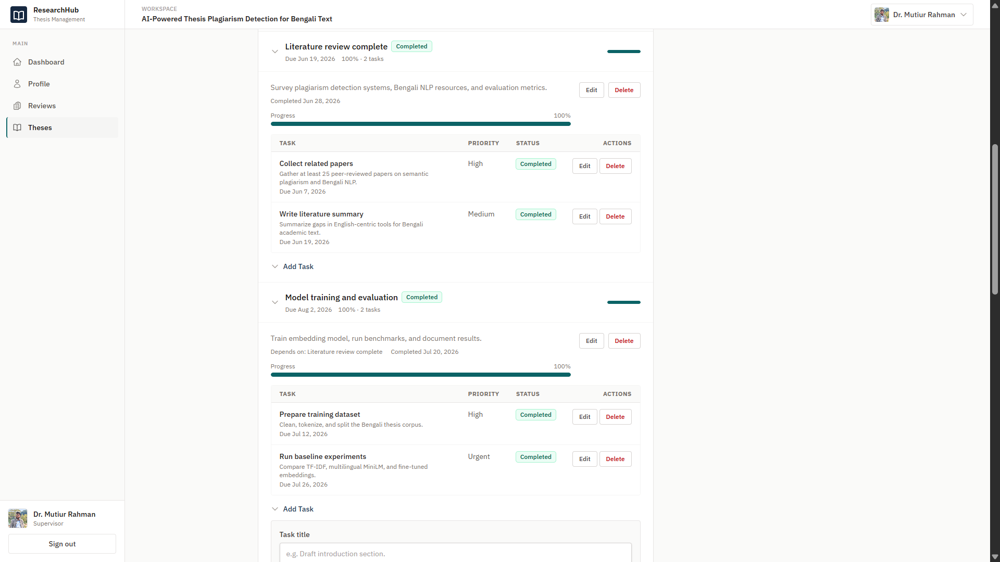 ResearchHub
Thesis Management
WORKSPACE
AI-Powered Thesis Plagiarism Detection for Bengali Text
Dr. Mutiur Rahman
MAIN
Dashboard
Profile
Reviews
Theses
Dr. Mutiur Rahman
Supervisor
Sign out
Literature review complete Completed
Due Jun 19, 2026 100% · 2 tasks
Survey plagiarism detection systems, Bengali NLP resources, and evaluation metrics.
Edit Delete
Completed Jun 28, 2026
Progress 100%
TASK PRIORITY STATUS ACTIONS
Collect related papers High Completed Edit Delete
Gather at least 25 peer-reviewed papers on semantic
plagiarism and Bengali NLP.
Due Jun 7, 2026
Write literature summary Medium Completed Edit Delete
Summarize gaps in English-centric tools for Bengali
academic text.
Due Jun 19, 2026
Add Task
Model training and evaluation Completed
Due Aug 2, 2026 100% · 2 tasks
Train embedding model, run benchmarks, and document results.
Edit Delete
Depends on: Literature review complete Completed Jul 20, 2026
Progress 100%
TASK PRIORITY STATUS ACTIONS
Prepare training dataset High Completed Edit Delete
Clean, tokenize, and split the Bengali thesis corpus.
Due Jul 12, 2026
Run baseline experiments Urgent Completed Edit Delete
Compare TF-IDF, multilingual MiniLM, and fine-tuned
embeddings.
Due Jul 26, 2026
Add Task
Task title
e.g. Draft introduction section.